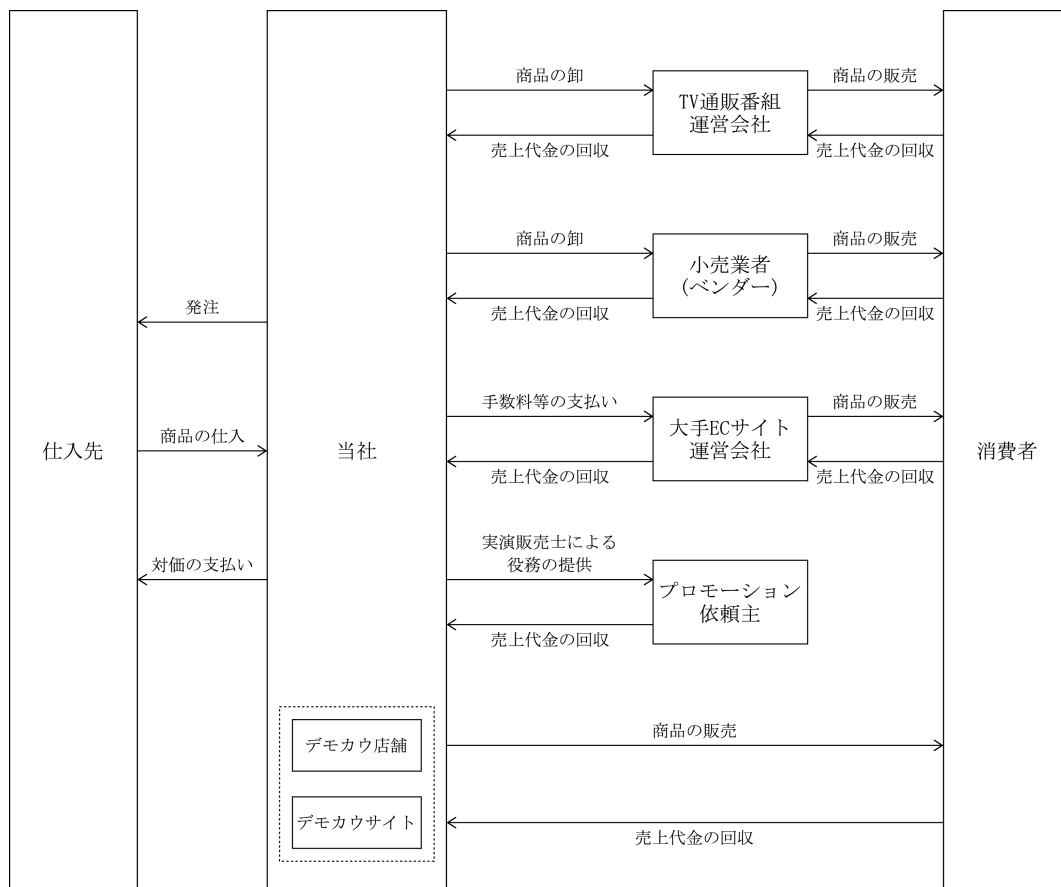 商品の卸
商品の販売
TV通販番組
運営会社
売上代金の回収
売上代金の回収
商品の卸
商品の販売
小売業者
(ベンダー)
売上代金の回収
売上代金の回収
発注
手数料等の支払い
商品の販売
大手ECサイト
運営会社
仕入先
商品の仕入
当社
消費者
売上代金の回収
売上代金の回収
実演販売士による
役務の提供
対価の支払い
プロモーション
依頼主
売上代金の回収
デモカウ店舗
商品の販売
デモカウサイト
売上代金の回収